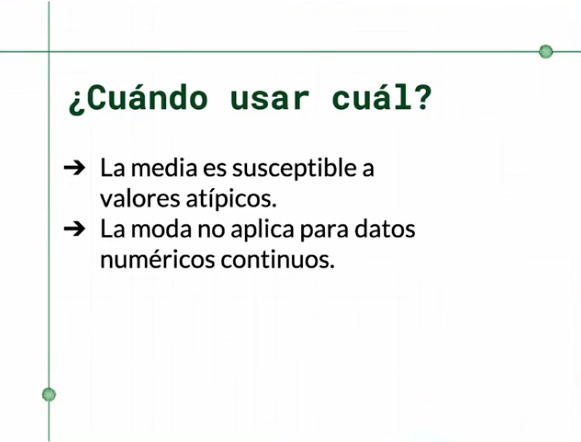 ¿Cuándo usar cuál?
➔ La media es susceptible a
valores atípicos.
➔ La moda no aplica para datos
numéricos continuos.